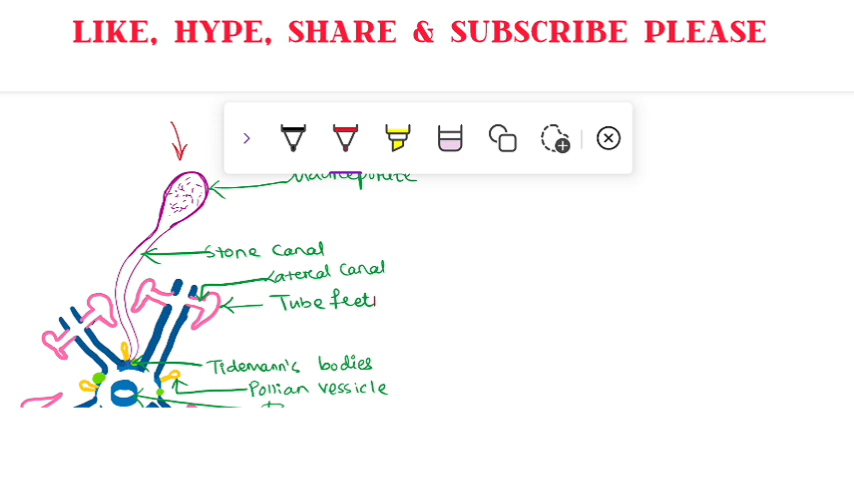 LIKE, HYPE, SHARE & SUBSCRIBE PLEASE
Stone Canal
Lateral Canal
Tube feet
Tidemann's bodies
Pollian vessicle